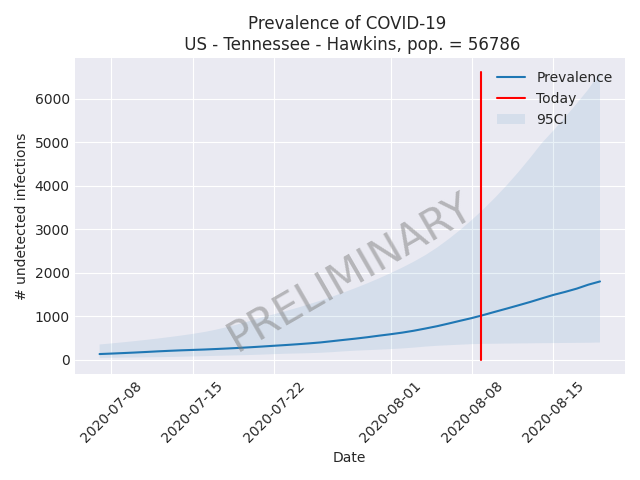 Prevalence of COVID-19
US - Tennessee - Hawkins, pop. = 56786
Prevalence
Today
95CI
# undetected infections
6000
5000
4000
3000
2000
1000
0
PRELIMINARY
2020-07-08
2020-07-15
2020-07-22
2020-08-01
2020-08-08
2020-08-15
Date